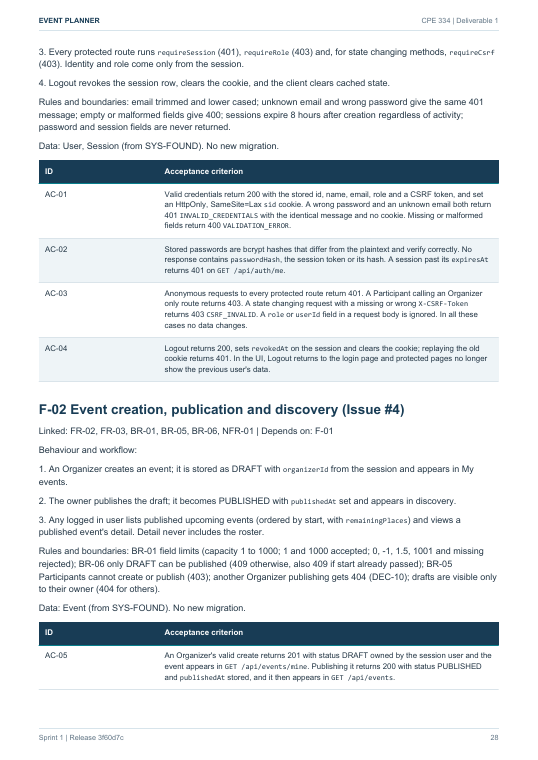 EVENT PLANNER
CPE 334 | Deliverable 1
3. Every protected route runs requireSession (401), requireRole (403) and, for state changing methods, requireCsrf
(403). Identity and role come only from the session.
4. Logout revokes the session row, clears the cookie, and the client clears cached state.
Rules and boundaries: email trimmed and lower cased; unknown email and wrong password give the same 401
message; empty or malformed fields give 400; sessions expire 8 hours after creation regardless of activity;
password and session fields are never returned.
Data: User, Session (from SYS-FOUND). No new migration.
ID Acceptance criterion
AC-01 Valid credentials return 200 with the stored id, name, email, role and a CSRF token, and set
an HttpOnly, SameSite=Lax sid cookie. A wrong password and an unknown email both return
401 INVALID_CREDENTIALS with the identical message and no cookie. Missing or malformed
fields return 400 VALIDATION_ERROR.
AC-02 Stored passwords are bcrypt hashes that differ from the plaintext and verify correctly. No
response contains passwordHash, the session token or its hash. A session past its expiresAt
returns 401 on GET /api/auth/me.
AC-03 Anonymous requests to every protected route return 401. A Participant calling an Organizer
only route returns 403. A state changing request with a missing or wrong X-CSRF-Token
returns 403 CSRF_INVALID. A role or userId field in a request body is ignored. In all these
cases no data changes.
AC-04 Logout returns 200, sets revokedAt on the session and clears the cookie; replaying the old
cookie returns 401. In the UI, Logout returns to the login page and protected pages no longer
show the previous user's data.
F-02 Event creation, publication and discovery (Issue #4)
Linked: FR-02, FR-03, BR-01, BR-05, BR-06, NFR-01 | Depends on: F-01
Behaviour and workflow:
1. An Organizer creates an event; it is stored as DRAFT with organizerId from the session and appears in My
events.
2. The owner publishes the draft; it becomes PUBLISHED with publishedAt set and appears in discovery.
3. Any logged in user lists published upcoming events (ordered by start, with remainingPlaces) and views a
published event's detail. Detail never includes the roster.
Rules and boundaries: BR-01 field limits (capacity 1 to 1000; 1 and 1000 accepted; 0, -1, 1.5, 1001 and missing
rejected); BR-06 only DRAFT can be published (409 otherwise, also 409 if start already passed); BR-05
Participants cannot create or publish (403); another Organizer publishing gets 404 (DEC-10); drafts are visible only
to their owner (404 for others).
Data: Event (from SYS-FOUND). No new migration.
ID Acceptance criterion
AC-05 An Organizer's valid create returns 201 with status DRAFT owned by the session user and the
event appears in GET /api/events/mine. Publishing it returns 200 with status PUBLISHED
and publishedAt stored, and it then appears in GET /api/events.
Sprint 1 | Release 3f60d7c
28